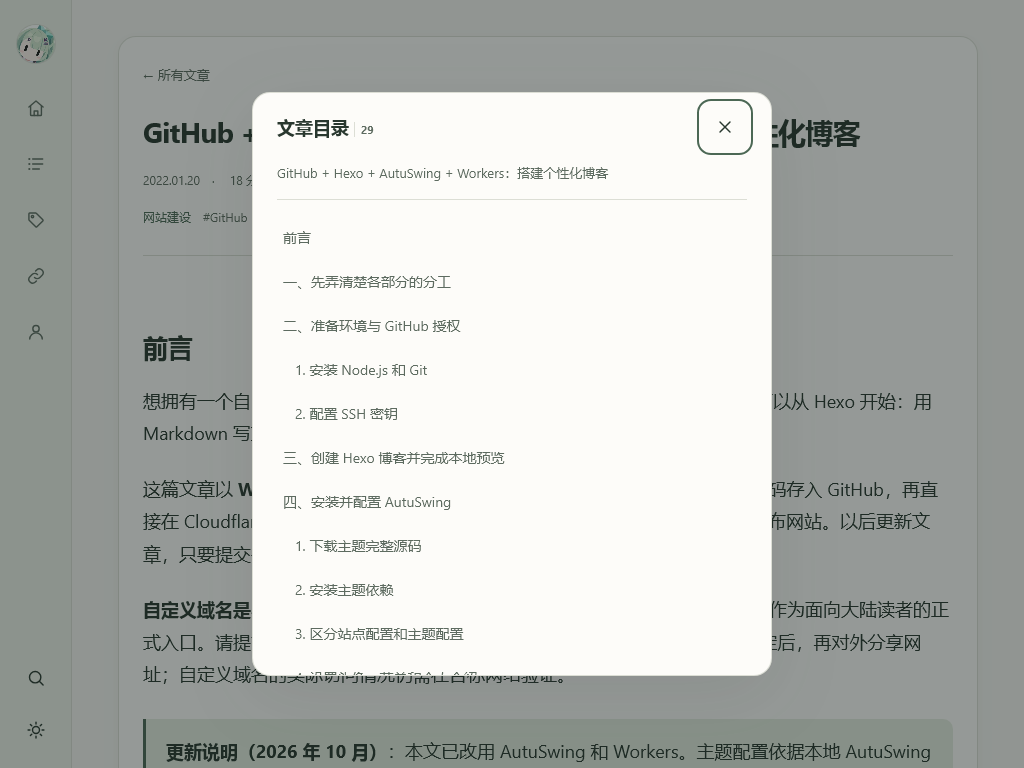 ← 所有文章
GitHub +
性化博客
2022.01.20 · 18
网站建设 #GitHub
文章目录 29
GitHub + Hexo + AutuSwing + Workers：搭建个性化博客
前言
一、先弄清楚各部分的分工
二、准备环境与 GitHub 授权
1. 安装 Node.js 和 Git
2. 配置 SSH 密钥
三、创建 Hexo 博客并完成本地预览
四、安装并配置 AutuSwing
1. 下载主题完整源码
2. 安装主题依赖
3. 区分站点配置和主题配置
前言
想拥有一个自 以从 Hexo 开始：用
Markdown 写
这篇文章以 码存入 GitHub，再直
接在 布网站。以后更新文
章，只要提交
自定义域名是 作为面向大陆读者的正
式入口。请提 后，再对外分享网
址；自定义域名
更新说明（2026 年 10 月）：本文已改用 AutuSwing 和 Workers。主题配置依据本地 AutuSwing